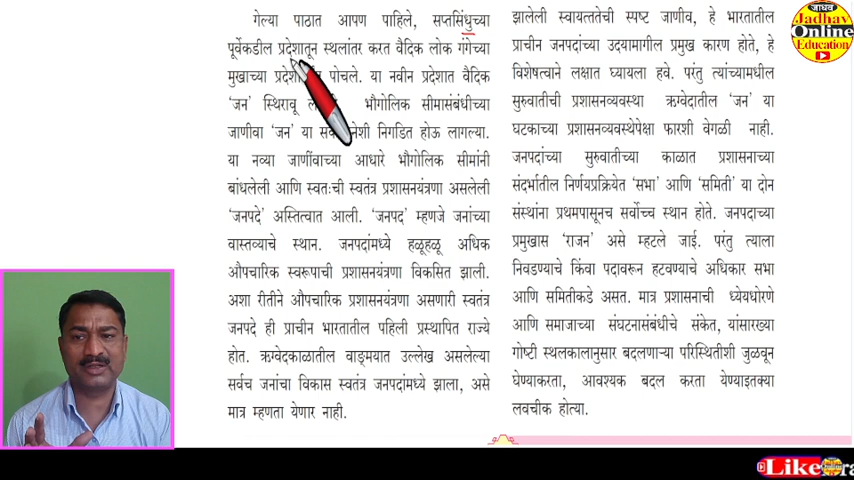 गेल्या पाठात आपण पाहिले, सप्तसिंधुच्या
पूर्वेकडील प्रदेशातून स्थलांतर करत वैदिक लोक गंगेच्या
मुखाच्या पोचले. या नवीन प्रदेशात वैदिक
'जन' स्थिरावू भौगोलिक सीमासंबंधीच्या
जाणीवा 'जन' या निगडित होऊ लागल्या.
या नव्या जाणींवाच्या आधारे भौगोलिक सीमांनी
बांधलेली आणि स्वतःची स्वतंत्र प्रशासनयंत्रणा असलेली
'जनपदे' अस्तित्वात आली. 'जनपद' म्हणजे जनांच्या
वास्तव्याचे स्थान. जनपदांमध्ये हळूहळू अधिक
औपचारिक स्वरूपाची प्रशासनयंत्रणा विकसित झाली.
अशा रीतीने औपचारिक प्रशासनयंत्रणा असणारी स्वतंत्र
जनपदे ही प्राचीन भारतातील पहिली प्रस्थापित राज्ये
होत. ऋग्वेदकाळातील वाङ्मयात उल्लेख असलेल्या
सर्वच जनांचा विकास स्वतंत्र जनपदांमध्ये झाला, असे
मात्र म्हणता येणार नाही.
झालेली स्वायत्ततेची स्पष्ट जाणीव, हे भारतातील
प्राचीन जनपदांच्या उदयामागील प्रमुख कारण होते, हे
विशेषत्वाने लक्षात घ्यायला हवे. परंतु त्यांच्यामधील
सुरुवातीची प्रशासनव्यवस्था ऋग्वेदातील 'जन' या
घटकाच्या प्रशासनव्यवस्थेपेक्षा फारशी वेगळी नाही.
जनपदांच्या सुरुवातीच्या काळात प्रशासनाच्या
संदर्भातील निर्णयप्रक्रियेत 'सभा' आणि 'समिती' या दोन
संस्थांना प्रथमपासूनच सर्वोच्च स्थान होते. जनपदाच्या
प्रमुखास 'राजन' असे म्हटले जाई. परंतु त्याला
निवडण्याचे किंवा पदावरून हटवण्याचे अधिकार सभा
आणि समितीकडे असत. मात्र प्रशासनाची ध्येयधोरणे
आणि समाजाच्या संघटनासंबंधीचे संकेत, यांसारख्या
गोष्टी स्थलकालानुसार बदलणाऱ्या परिस्थितीशी जुळवून
घेण्याकरता, आवश्यक बदल करता येण्याइतक्या
लवचीक होत्या.
जाधव
Jadhav
Online
Education
Like